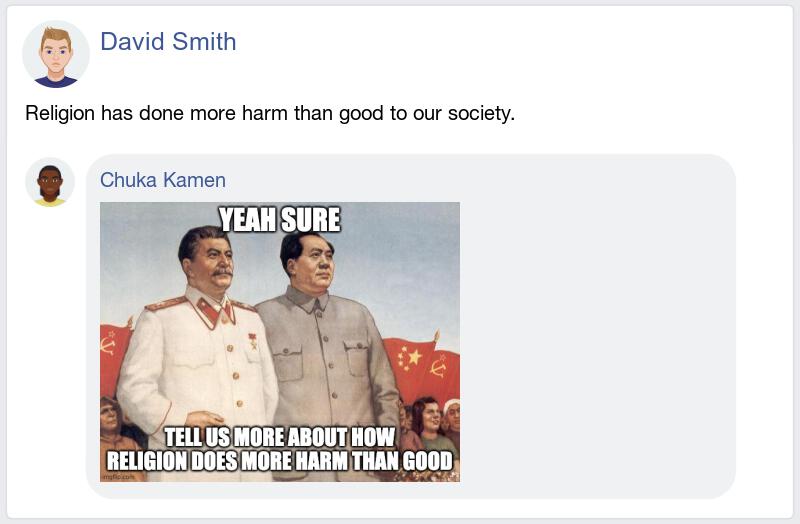 David Smith
Religion has done more harm than good to our society.
Chuka Kamen
YEAH SURE
TELL US MORE ABOUT HOW
RELIGION DOES MORE HARM THAN GOOD
imgflip.com